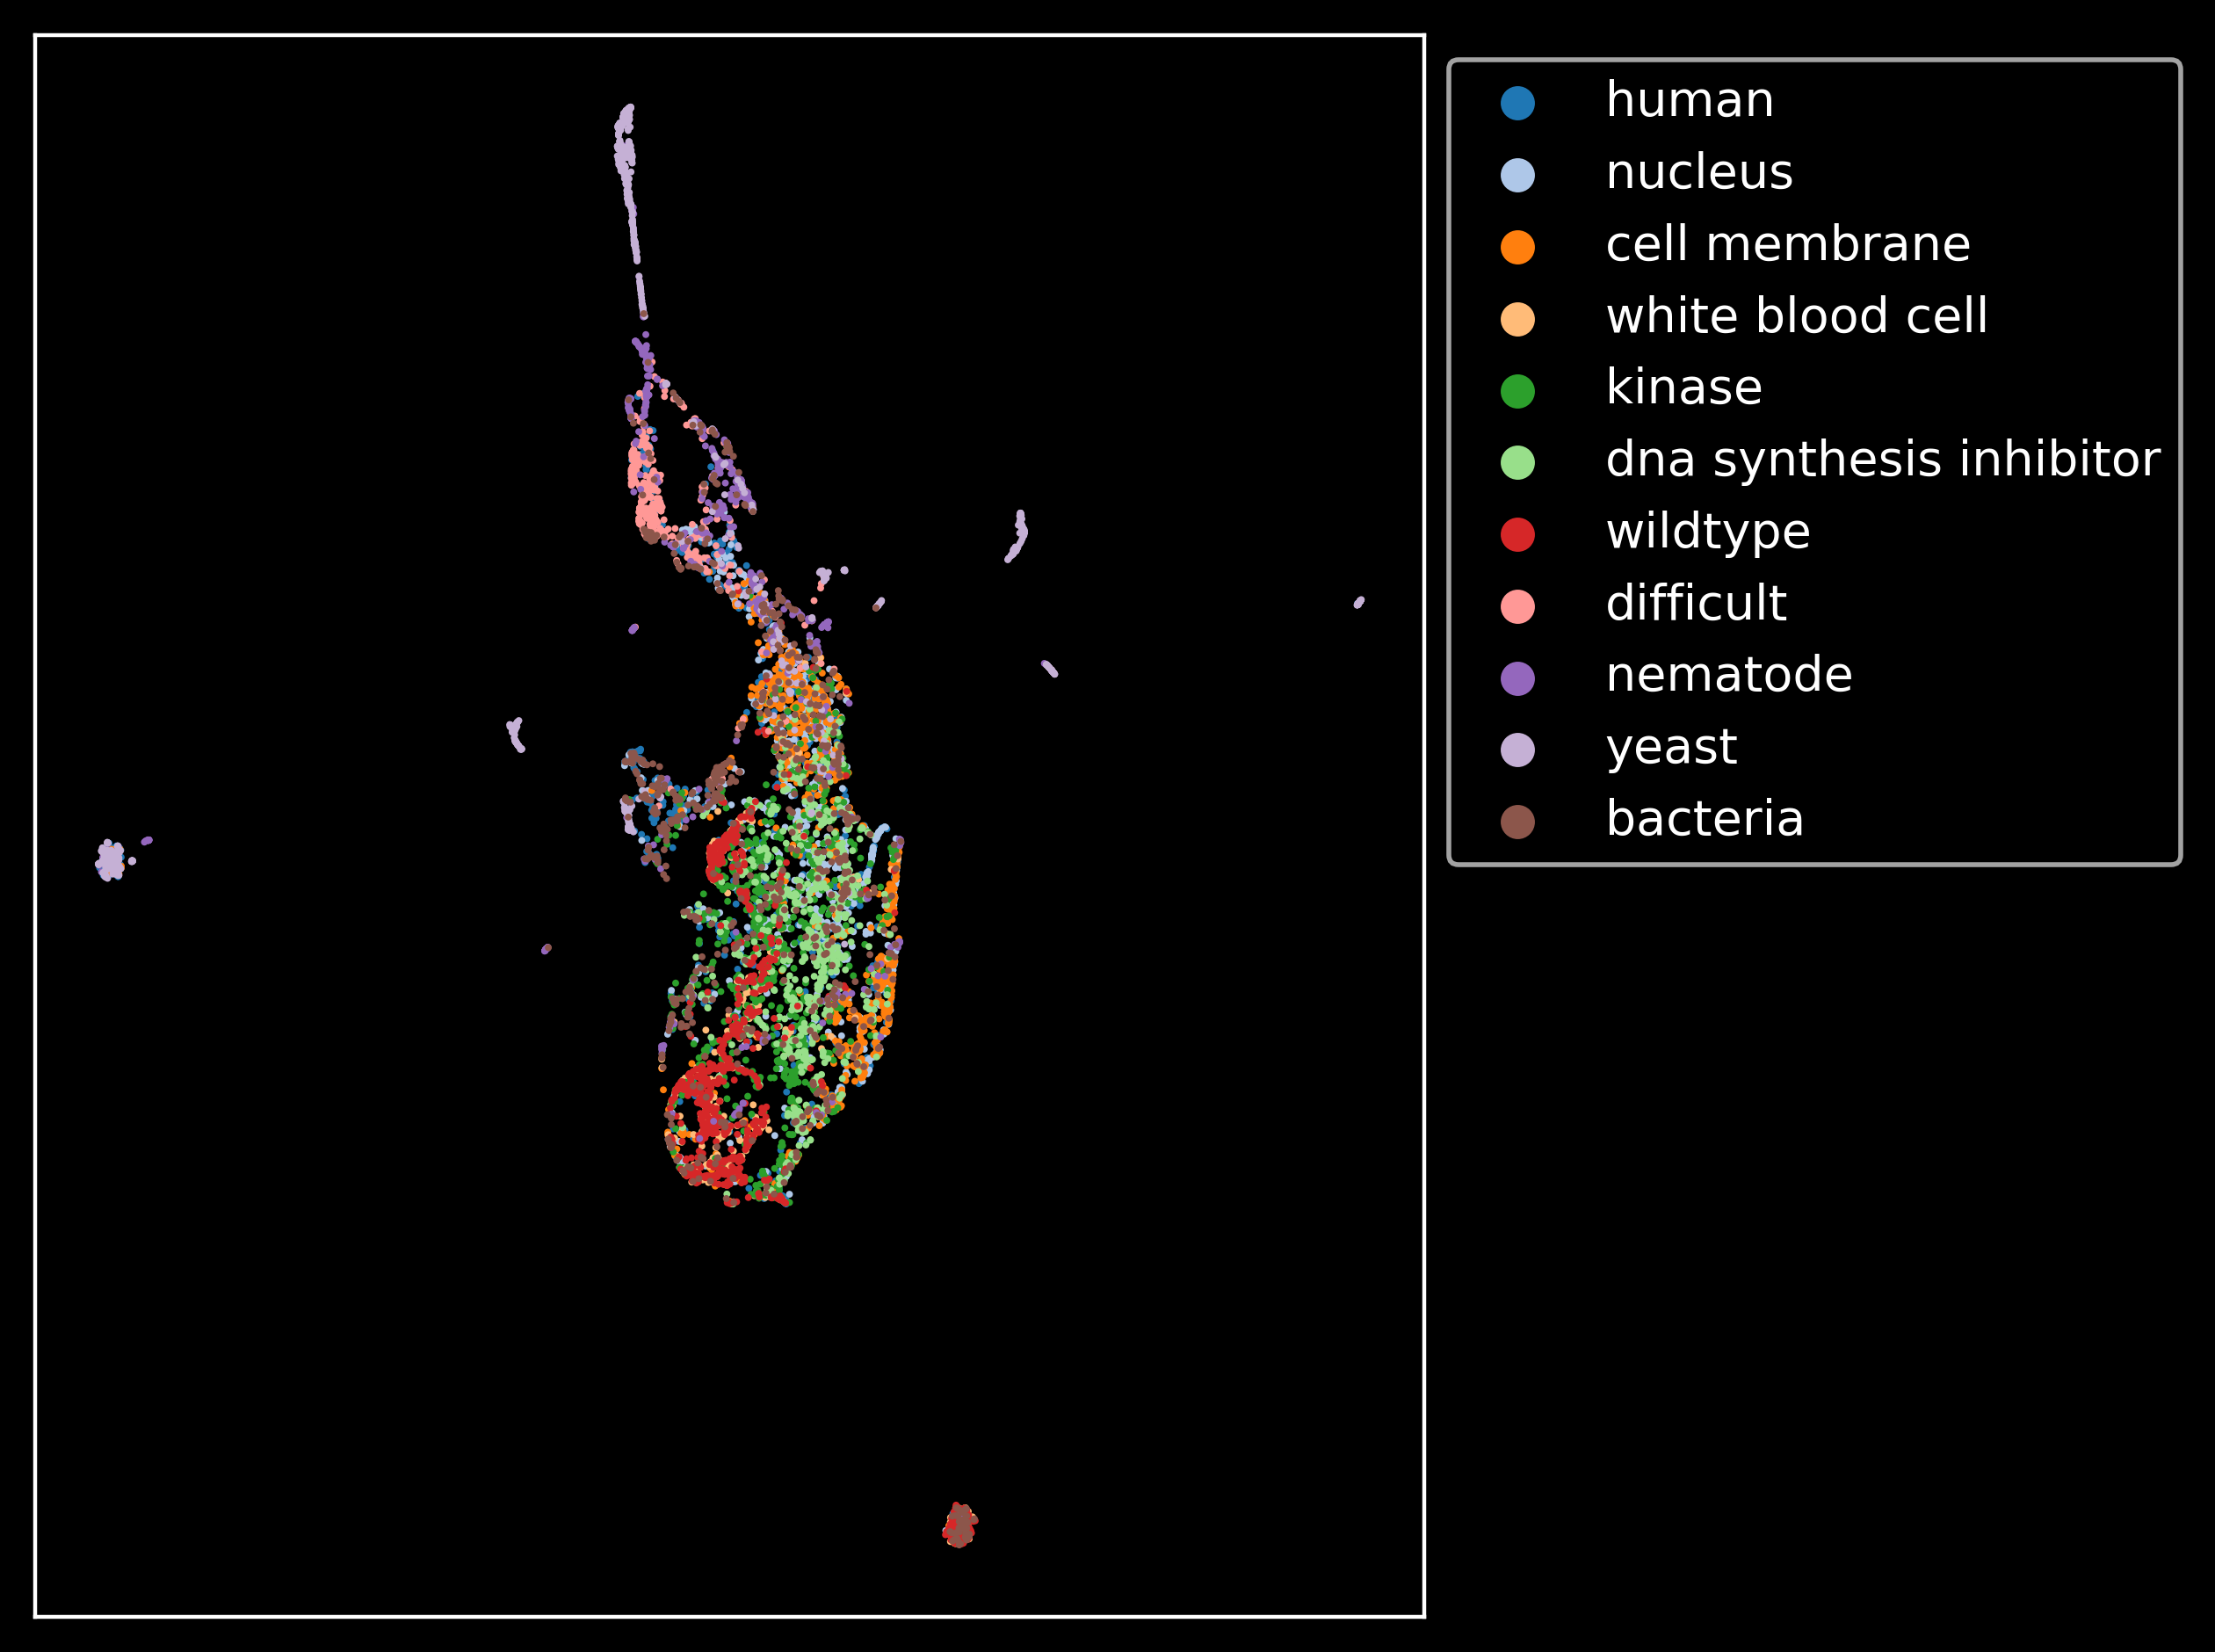 human
nucleus
cell membrane
white blood cell
kinase
dna synthesis inhibitor
wildtype
difficult
nematode
yeast
bacteria